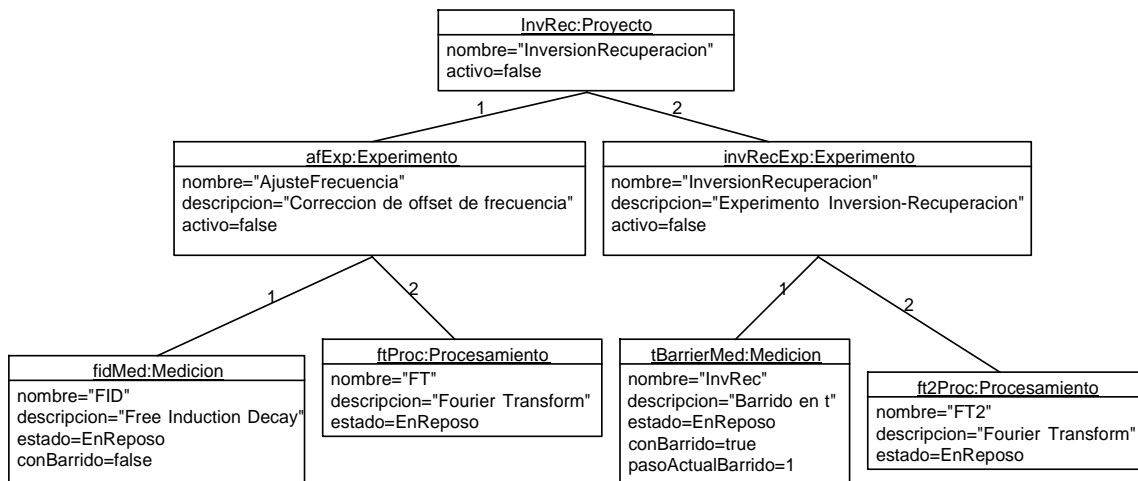 InvRec:Proyecto
nombre="InversionRecuperacion"
activo=false
1
2
afExp:Experimento
nombre="AjusteFrecuencia"
descripcion="Correccion de offset de frecuencia"
activo=false
invRecExp:Experimento
nombre="InversionRecuperacion"
descripcion="Experimento Inversion-Recuperacion"
activo=false
1
2
1
2
fidMed:Medicion
nombre="FID"
descripcion="Free Induction Decay"
estado=EnReposo
conBarrido=false
ftProc:Procesamiento
nombre="FT"
descripcion="Fourier Transform"
estado=EnReposo
tBarrierMed:Medicion
nombre="InvRec"
descripcion="Barrido en t"
estado=EnReposo
conBarrido=true
pasoActualBarrido=1
ft2Proc:Procesamiento
nombre="FT2"
descripcion="Fourier Transform"
estado=EnReposo